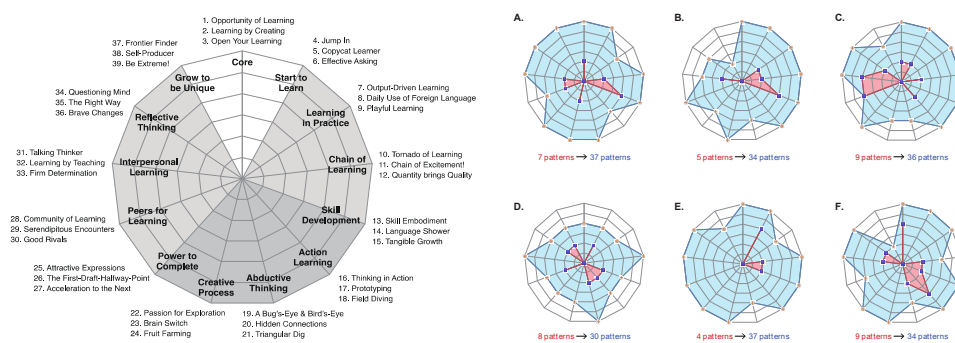 1. Opportunity of Learning
2. Learning by Creating
3. Open Your Learning
Core
4. Jump In
5. Copycat Learner
6. Effective Asking
Start to
Learn
7. Output-Driven Learning
8. Daily Use of Foreign Language
9. Playful Learning
Learning
in Practice
10. Tornado of Learning
11. Chain of Excitement!
12. Quantity brings Quality
Chain of
Learning
13. Skill Embodiment
14. Language Shower
15. Tangible Growth
Skill
Development
16. Thinking in Action
17. Prototyping
18. Field Diving
Action
Learning
19. A Bug's-Eye & Bird's-Eye
20. Hidden Connections
21. Triangular Dig
Abductive
Thinking
22. Passion for Exploration
23. Brain Switch
24. Fruit Farming
Creative
Process
25. Attractive Expressions
26. The First-Draft-Halfway-Point
27. Acceleration to the Next
Power to
Complete
28. Community of Learning
29. Serendipitous Encounters
30. Good Rivals
Peers for
Learning
31. Talking Thinker
32. Learning by Teaching
33. Firm Determination
Interpersonal
Learning
34. Questioning Mind
35. The Right Way
36. Brave Changes
Reflective
Thinking
37. Frontier Finder
38. Self-Producer
39. Be Extreme!
Grow to
be Unique
A.
7 patterns → 37 patterns
B.
5 patterns → 34 patterns
C.
9 patterns → 36 patterns
D.
8 patterns → 30 patterns
E.
4 patterns → 37 patterns
F.
9 patterns → 34 patterns